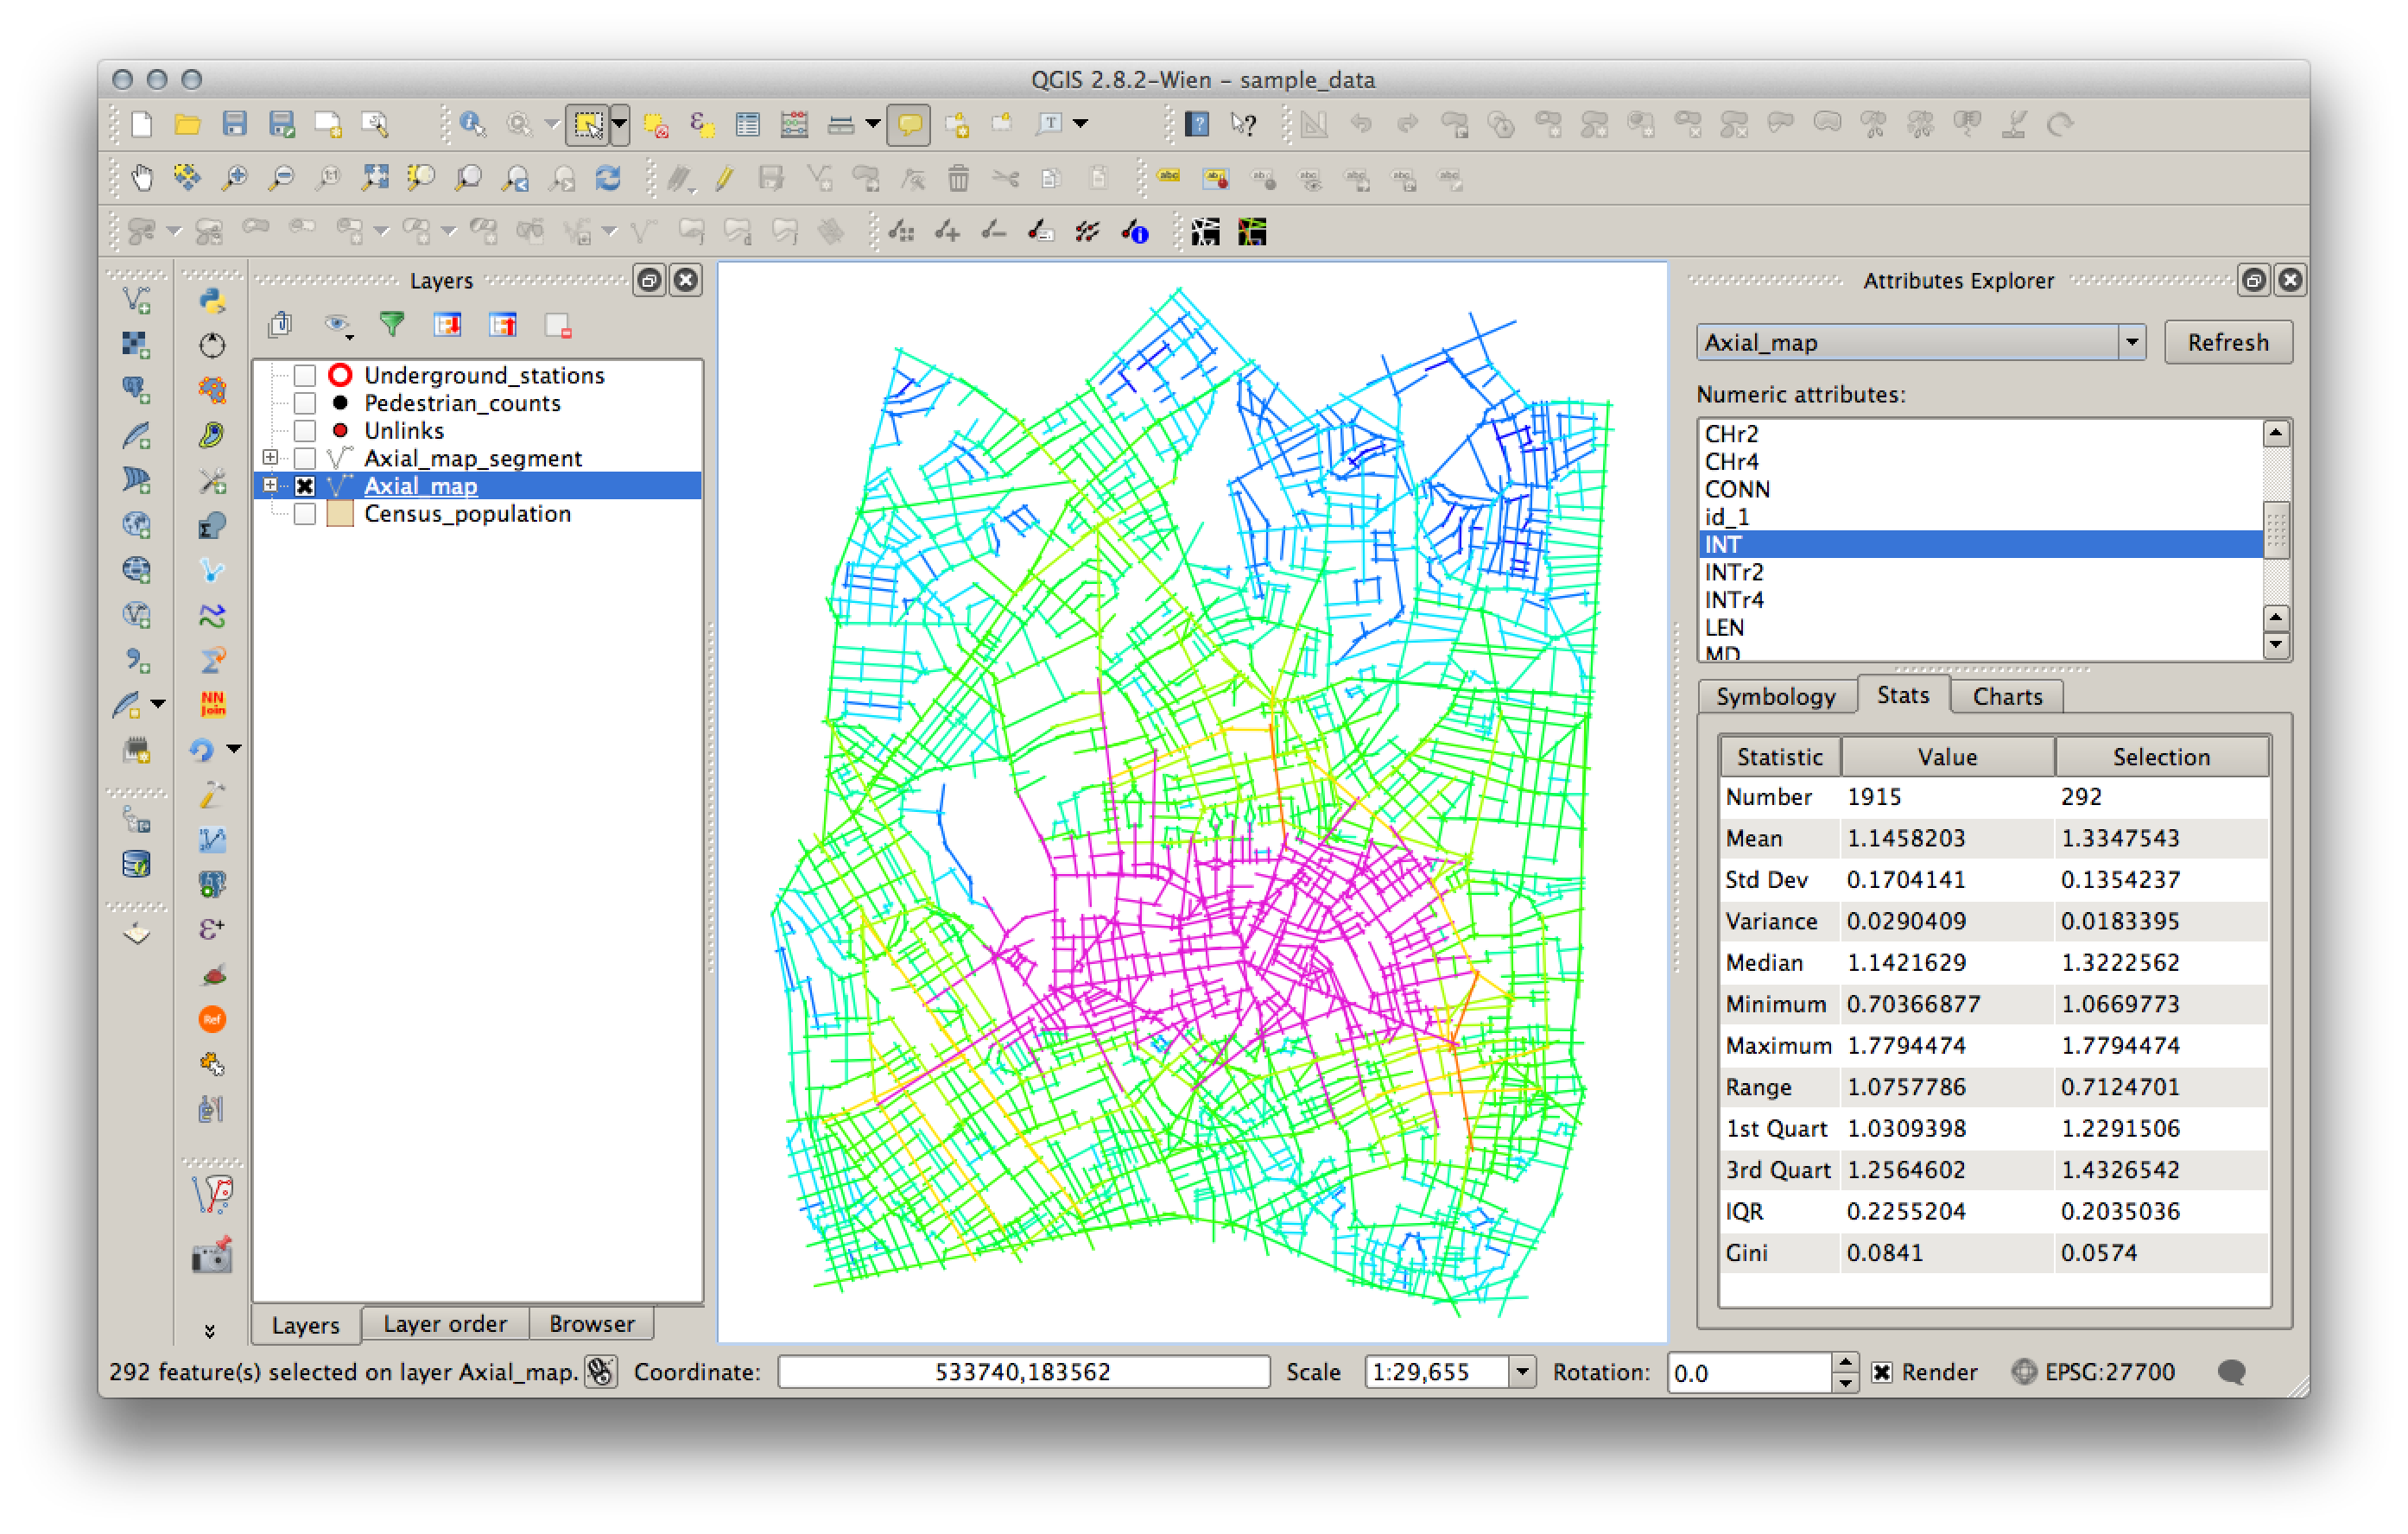 QGIS 2.8.2-Wien - sample_data
Layers
Attributes Explorer
Axial_map
Refresh
Numeric attributes:
CHr2
CHr4
CONN
id_1
INT
INTr2
INTr4
LEN
MD
Underground_stations
Pedestrian_counts
Unlinks
Axial_map_segment
Axial_map
Census_population
NN
Join
Ref
Symbology Stats Charts
Statistic Value Selection
Number 1915 292
Mean 1.1458203 1.3347543
Std Dev 0.1704141 0.1354237
Variance 0.0290409 0.0183395
Median 1.1421629 1.3222562
Minimum 0.70366877 1.0669773
Maximum 1.7794474 1.7794474
Range 1.0757786 0.7124701
1st Quart 1.0309398 1.2291506
3rd Quart 1.2564602 1.4326542
IQR 0.2255204 0.2035036
Gini 0.0841 0.0574
Layers Layer order Browser
292 feature(s) selected on layer Axial_map. Coordinate: 533740,183562 Scale 1:29,655 Rotation: 0.0 Render EPSG:27700